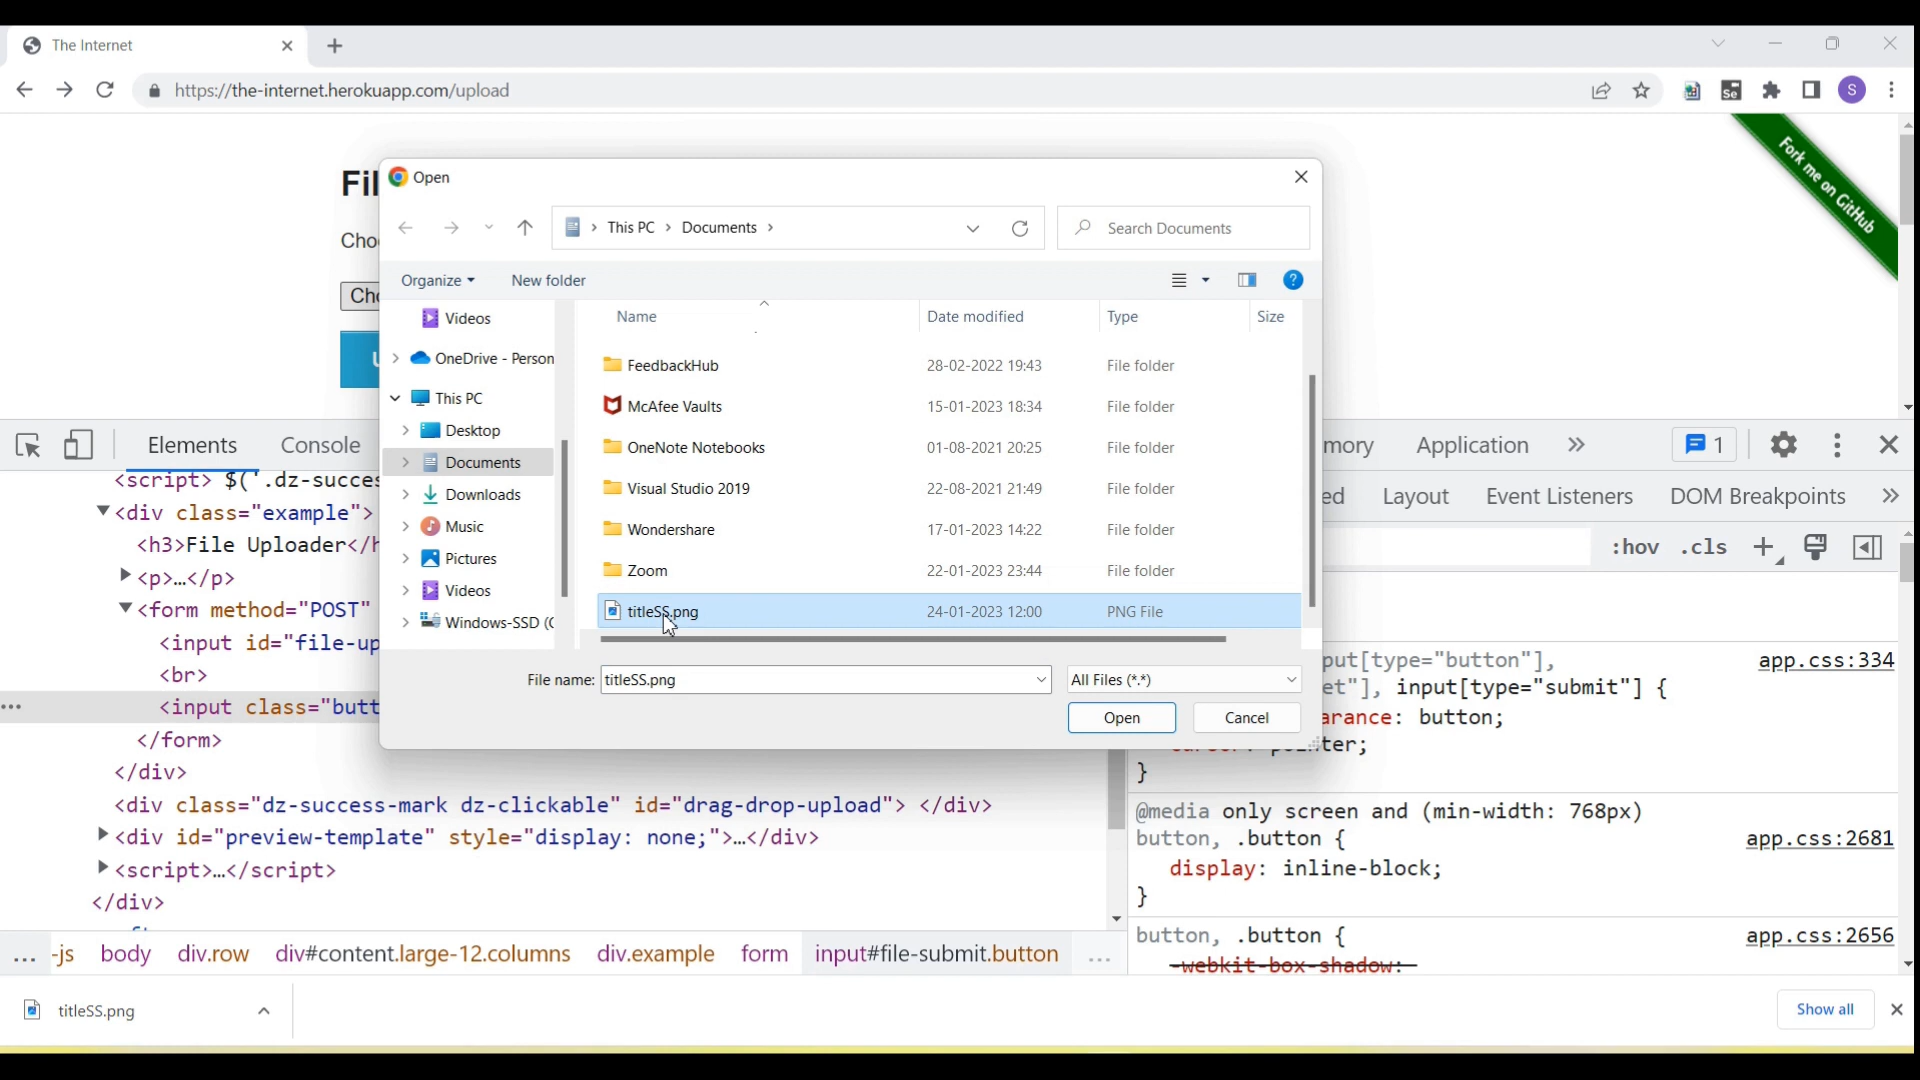 The Internet
https://the-internet.herokuapp.com/upload
S
Fork me on GitHub
Fil
Cho
Cho
U
Open
This PC > Documents >
Search Documents
Organize
New folder
?
Videos
OneDrive - Person
This PC
Desktop
Documents
Downloads
Music
Pictures
Videos
Windows-SSD (C
Name Date modified Type Size
FeedbackHub 28-02-2022 19:43 File folder
McAfee Vaults 15-01-2023 18:34 File folder
OneNote Notebooks 01-08-2021 20:25 File folder
Visual Studio 2019 22-08-2021 21:49 File folder
Wondershare 17-01-2023 14:22 File folder
Zoom 22-01-2023 23:44 File folder
titleSS.png 24-01-2023 12:00 PNG File
File name: titleSS.png
All Files (*.*)
Open
Cancel
Elements Console mory Application » 1
<script> $('.dz-succes
<div class="example">
<h3>File Uploader</h
<p>…</p>
<form method="POST"
<input id="file-up
<br>
<input class="butt
</form>
</div>
<div class="dz-success-mark dz-clickable" id="drag-drop-upload"> </div>
<div id="preview-template" style="display: none;">…</div>
<script>…</script>
</div>
... -js body div.row div#content.large-12.columns div.example form input#file-submit.button ...
ed Layout Event Listeners DOM Breakpoints »
:hov .cls +
put[type="button"], app.css:334
et"], input[type="submit"] {
arance: button;
cursor: pointer;
}
@media only screen and (min-width: 768px)
button, .button { app.css:2681
display: inline-block;
}
button, .button { app.css:2656
-webkit-box-shadow:
titleSS.png
Show all